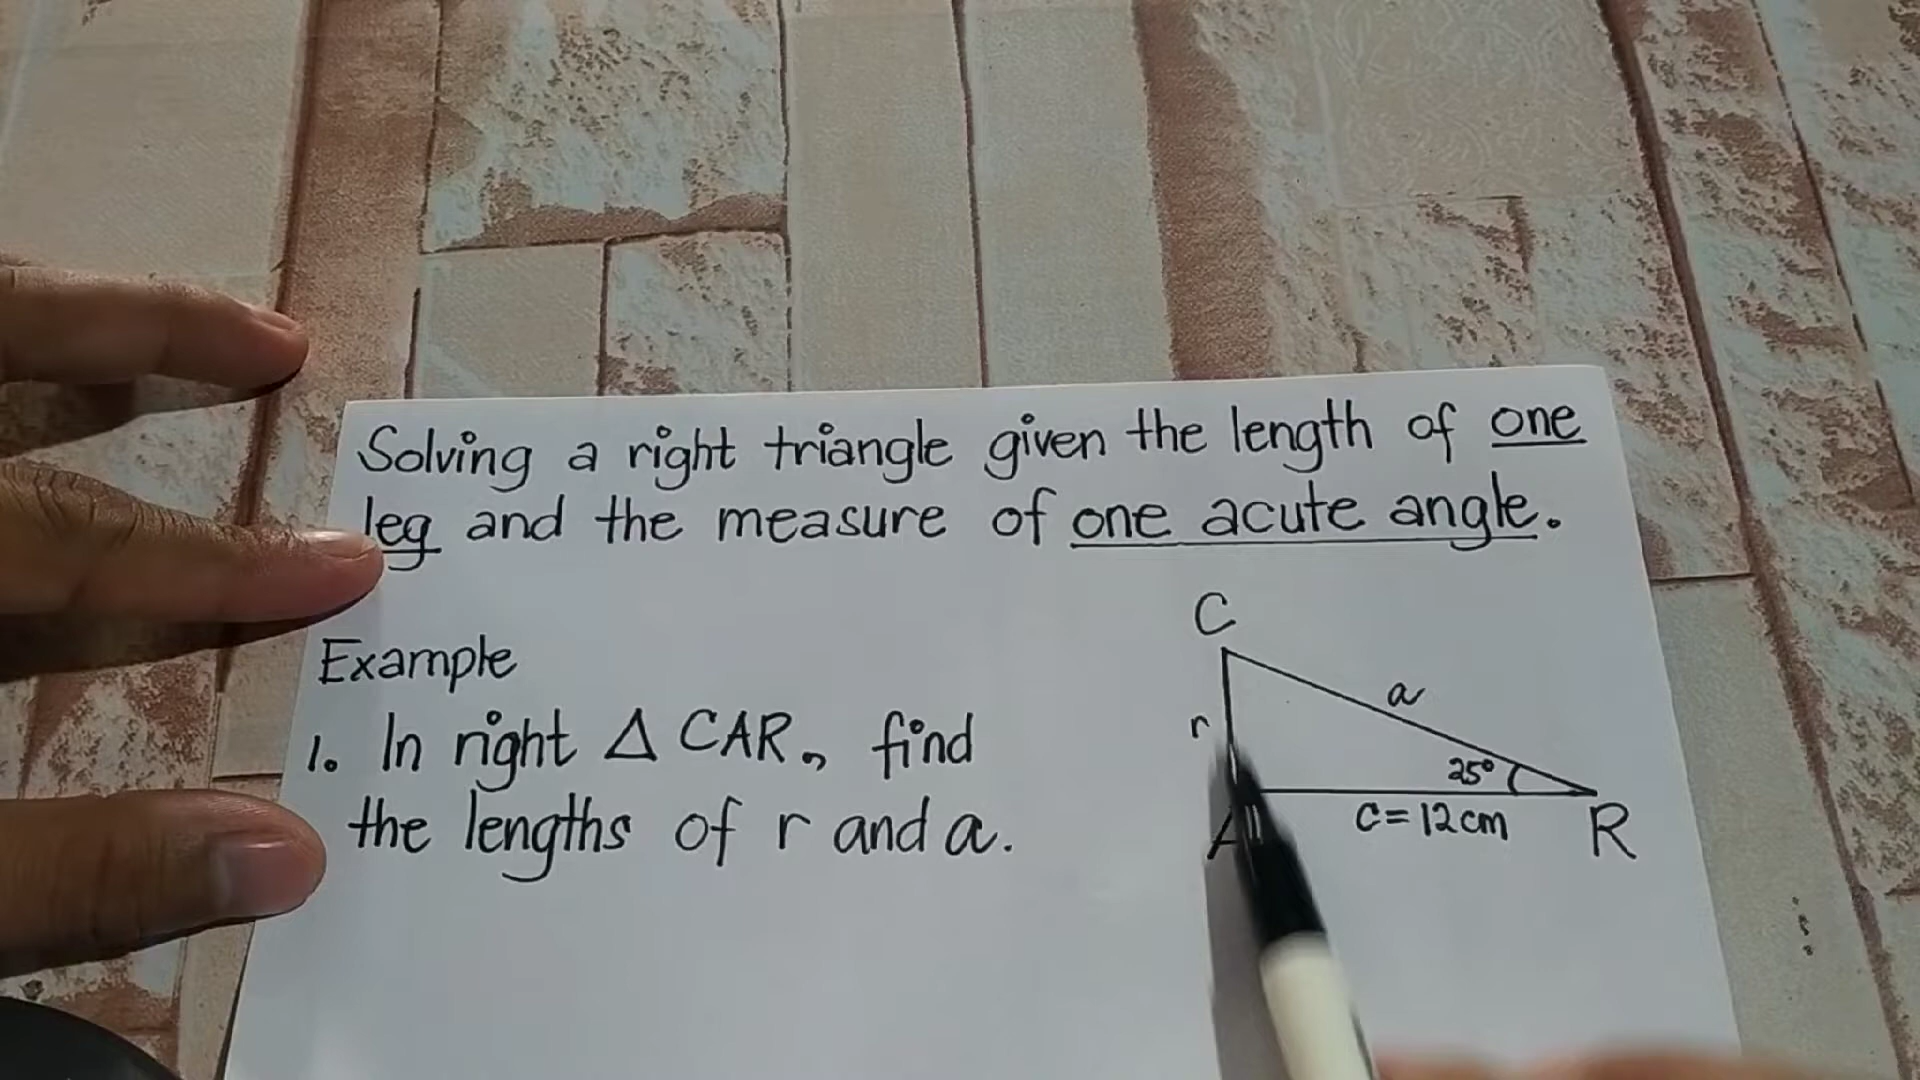 Solving a right triangle given the length of one
leg and the measure of one acute angle.
Example
1. In right △ CAR, find
the lengths of r and a.
C
a
r
25°
A
c = 12 cm
R